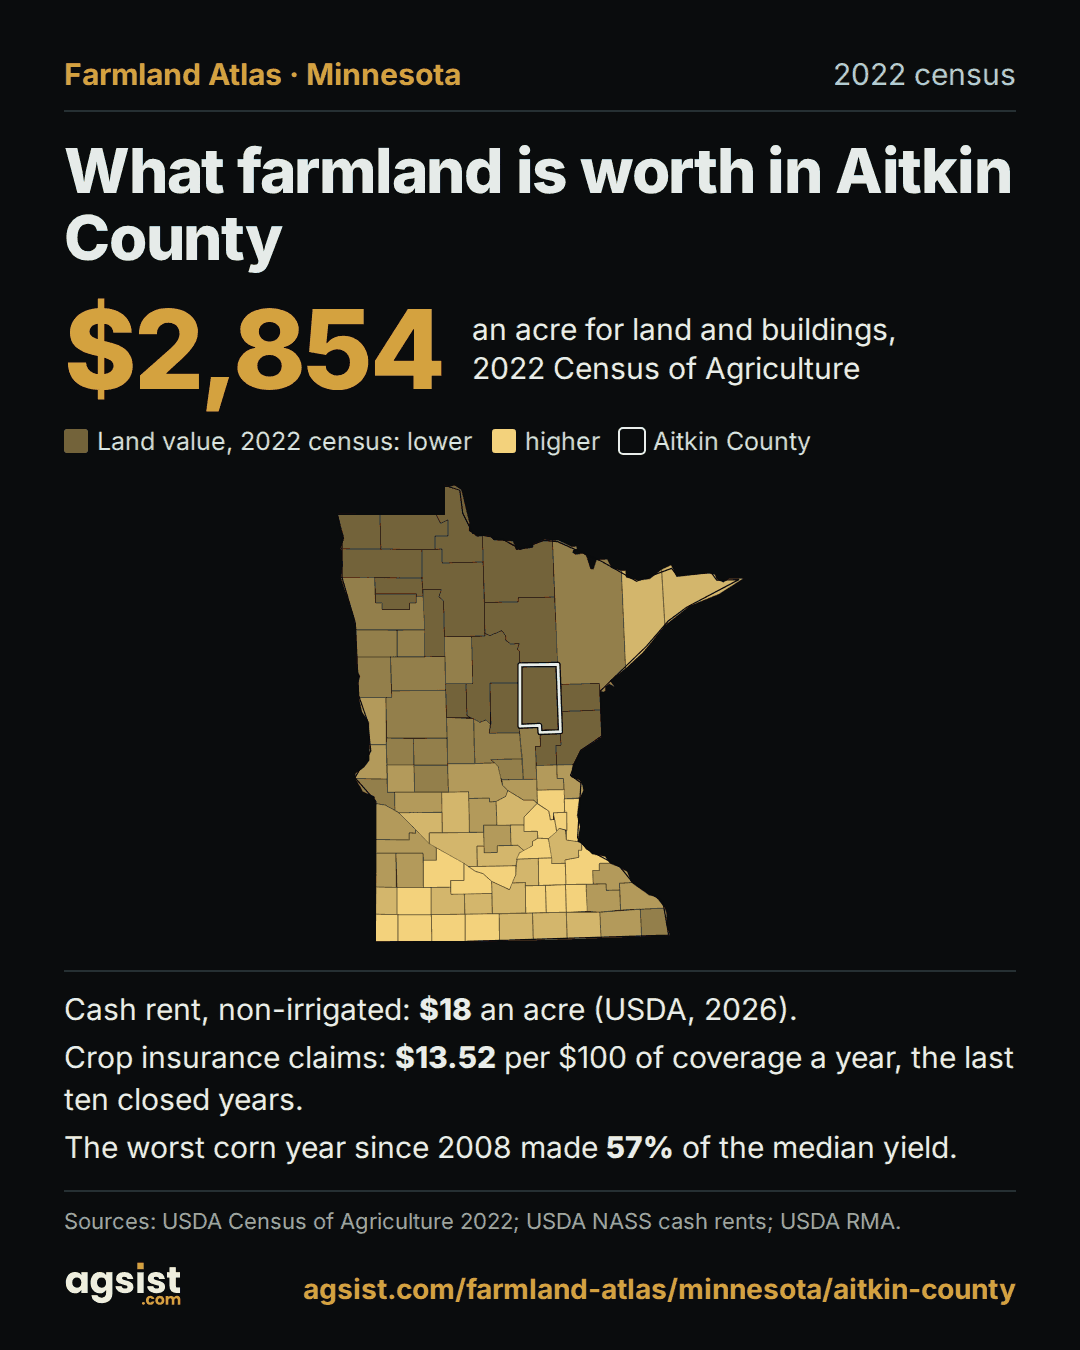 Farmland Atlas · Minnesota
2022 census
What farmland is worth in Aitkin
County
$2,854
an acre for land and buildings,
2022 Census of Agriculture
Land value, 2022 census: lower
higher
Aitkin County
Cash rent, non-irrigated: $18 an acre (USDA, 2026).
Crop insurance claims: $13.52 per $100 of coverage a year, the last
ten closed years.
The worst corn year since 2008 made 57% of the median yield.
Sources: USDA Census of Agriculture 2022; USDA NASS cash rents; USDA RMA.
agsist
.com
agsist.com/farmland-atlas/minnesota/aitkin-county